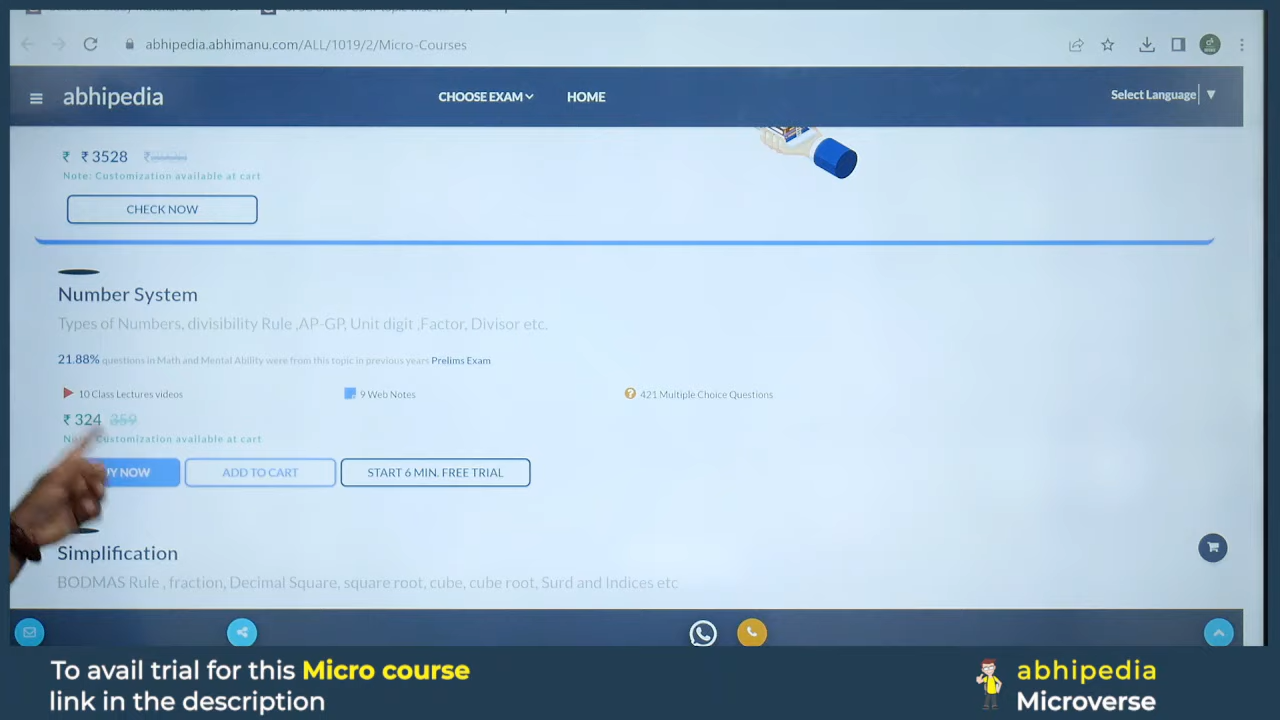 abhipedia.abhimanu.com/ALL/1019/2/Micro-Courses
abhipedia
CHOOSE EXAM
HOME
Select Language
₹ ₹ 3528
Note: Customization available at cart
CHECK NOW
Number System
Types of Numbers, divisibility Rule ,AP-GP, Unit digit ,Factor, Divisor etc.
21.88% questions in Math and Mental Ability were from this topic in previous years Prelims Exam
10 Class Lectures videos
9 Web Notes
421 Multiple Choice Questions
₹ 324 359
Customization available at cart
NOW
ADD TO CART
START 6 MIN. FREE TRIAL
Simplification
BODMAS Rule , fraction, Decimal Square, square root, cube, cube root, Surd and Indices etc
To avail trial for this Micro course
link in the description
abhipedia
Microverse